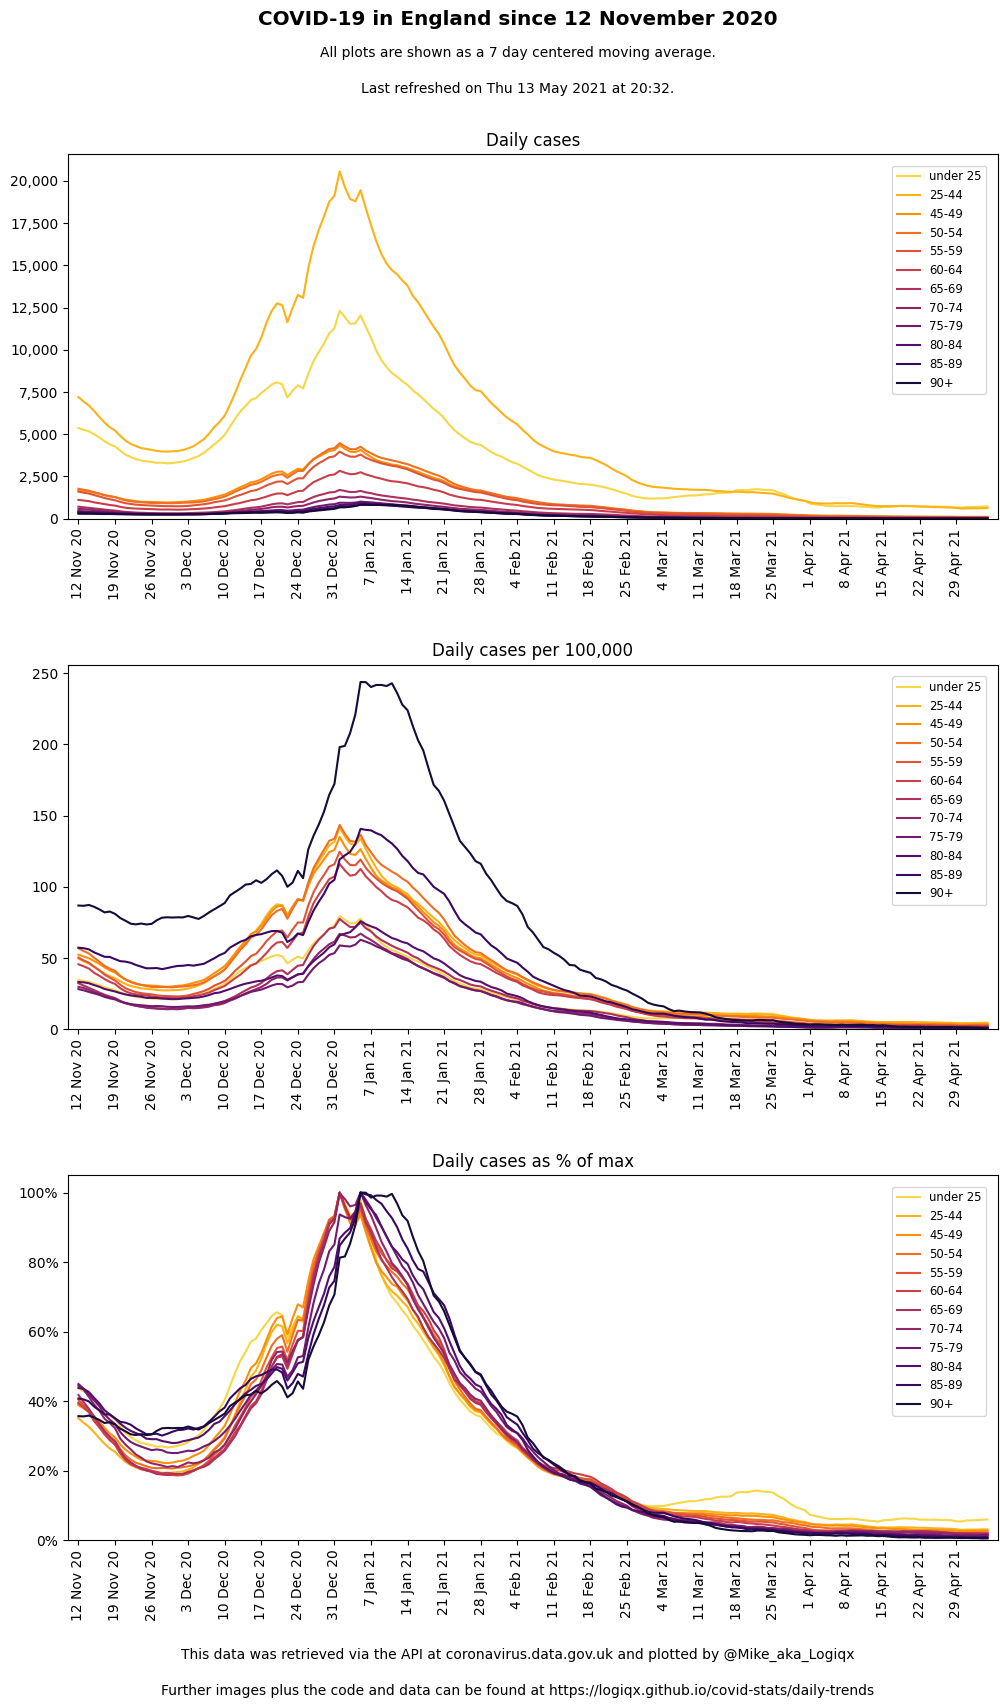 COVID-19 in England since 12 November 2020
All plots are shown as a 7 day centered moving average.
Last refreshed on Thu 13 May 2021 at 20:32.
Daily cases
20,000
17,500
15,000
12,500
10,000
7,500
5,000
2,500
0
under 25
25-44
45-49
50-54
55-59
60-64
65-69
70-74
75-79
80-84
85-89
90+
12 Nov 20
19 Nov 20
26 Nov 20
3 Dec 20
10 Dec 20
17 Dec 20
24 Dec 20
31 Dec 20
7 Jan 21
14 Jan 21
21 Jan 21
28 Jan 21
4 Feb 21
11 Feb 21
18 Feb 21
25 Feb 21
4 Mar 21
11 Mar 21
18 Mar 21
25 Mar 21
1 Apr 21
8 Apr 21
15 Apr 21
22 Apr 21
29 Apr 21
Daily cases per 100,000
250
200
150
100
50
0
under 25
25-44
45-49
50-54
55-59
60-64
65-69
70-74
75-79
80-84
85-89
90+
12 Nov 20
19 Nov 20
26 Nov 20
3 Dec 20
10 Dec 20
17 Dec 20
24 Dec 20
31 Dec 20
7 Jan 21
14 Jan 21
21 Jan 21
28 Jan 21
4 Feb 21
11 Feb 21
18 Feb 21
25 Feb 21
4 Mar 21
11 Mar 21
18 Mar 21
25 Mar 21
1 Apr 21
8 Apr 21
15 Apr 21
22 Apr 21
29 Apr 21
Daily cases as % of max
100%
80%
60%
40%
20%
0%
under 25
25-44
45-49
50-54
55-59
60-64
65-69
70-74
75-79
80-84
85-89
90+
12 Nov 20
19 Nov 20
26 Nov 20
3 Dec 20
10 Dec 20
17 Dec 20
24 Dec 20
31 Dec 20
7 Jan 21
14 Jan 21
21 Jan 21
28 Jan 21
4 Feb 21
11 Feb 21
18 Feb 21
25 Feb 21
4 Mar 21
11 Mar 21
18 Mar 21
25 Mar 21
1 Apr 21
8 Apr 21
15 Apr 21
22 Apr 21
29 Apr 21
This data was retrieved via the API at coronavirus.data.gov.uk and plotted by @Mike_aka_Logiqx
Further images plus the code and data can be found at https://logiqx.github.io/covid-stats/daily-trends